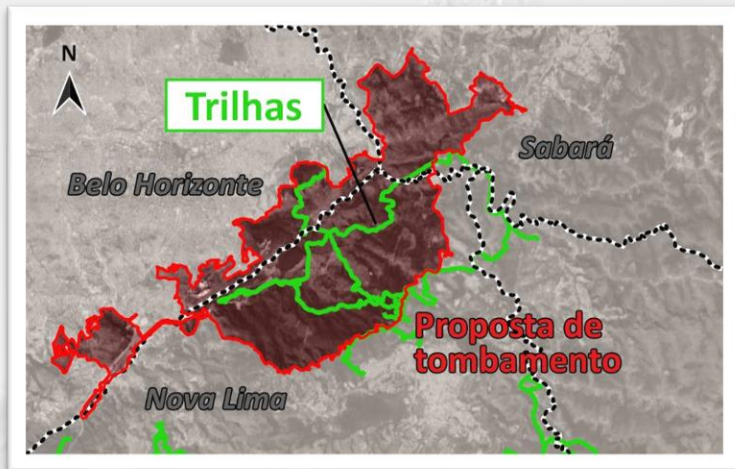 N
Trilhas
Sabará
Belo Horizonte
Proposta de
tombamento
Nova Lima